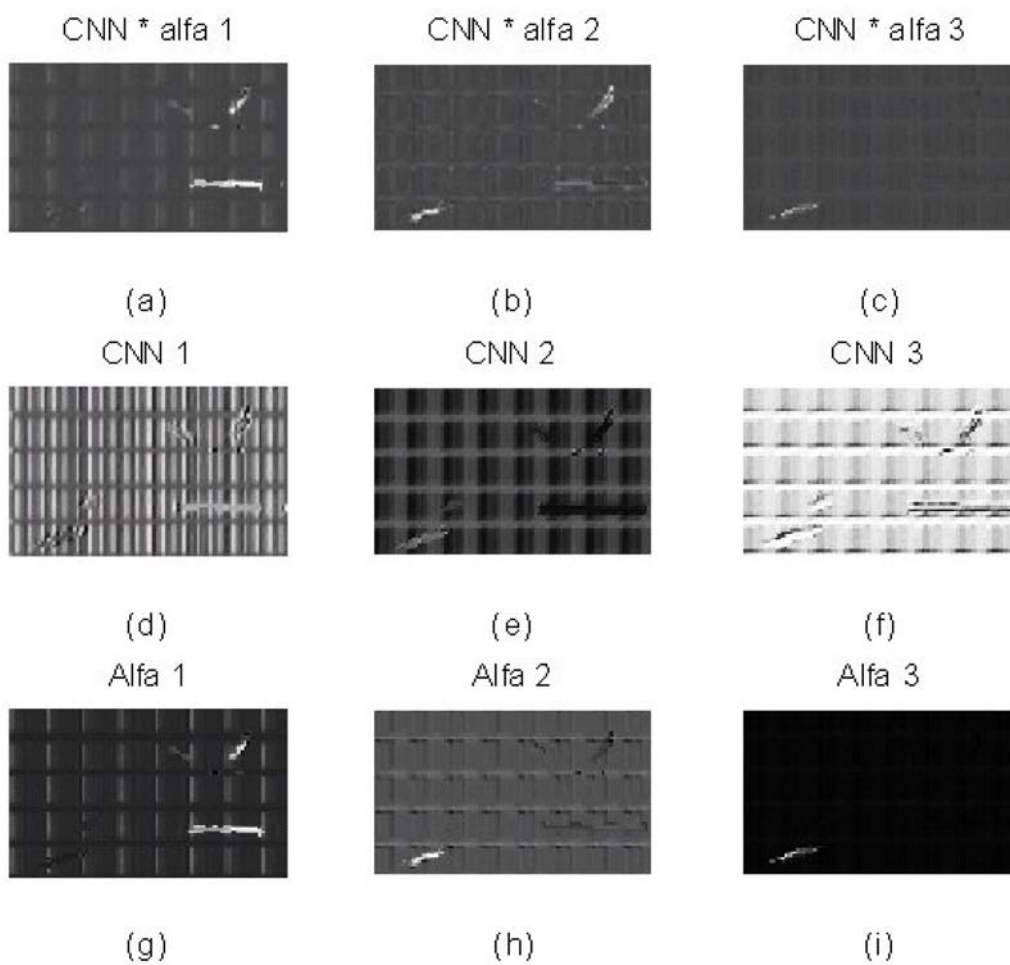 CNN * alfa 1 CNN * alfa 2 CNN * alfa 3
(a) (b) (c)
CNN 1 CNN 2 CNN 3
(d) (e) (f)
Alfa 1 Alfa 2 Alfa 3
(g) (h) (i)